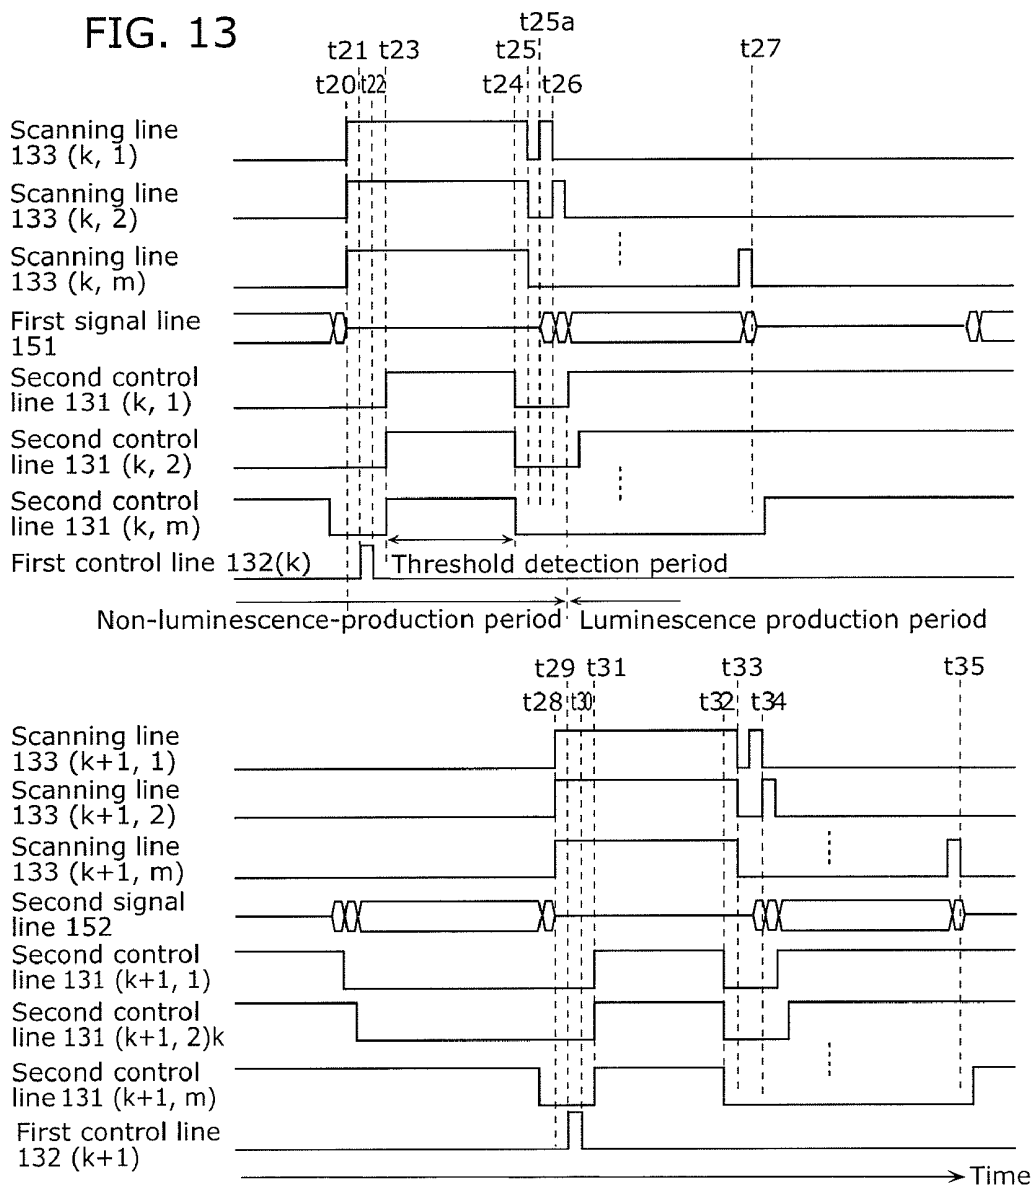 FIG. 13
t25a
t21 t23 t25 t27
t20 t22 t24 t26
Scanning line
133 (k, 1)
Scanning line
133 (k, 2)
Scanning line
133 (k, m)
First signal line
151
Second control
line 131 (k, 1)
Second control
line 131 (k, 2)
Second control
line 131 (k, m)
First control line 132(k) Threshold detection period
Non-luminescence-production period Luminescence production period
t29 t31 t33 t35
t28 t30 t32 t34
Scanning line
133 (k+1, 1)
Scanning line
133 (k+1, 2)
Scanning line
133 (k+1, m)
Second signal
line 152
Second control
line 131 (k+1, 1)
Second control
line 131 (k+1, 2)k
Second control
line 131 (k+1, m)
First control line
132 (k+1)
Time